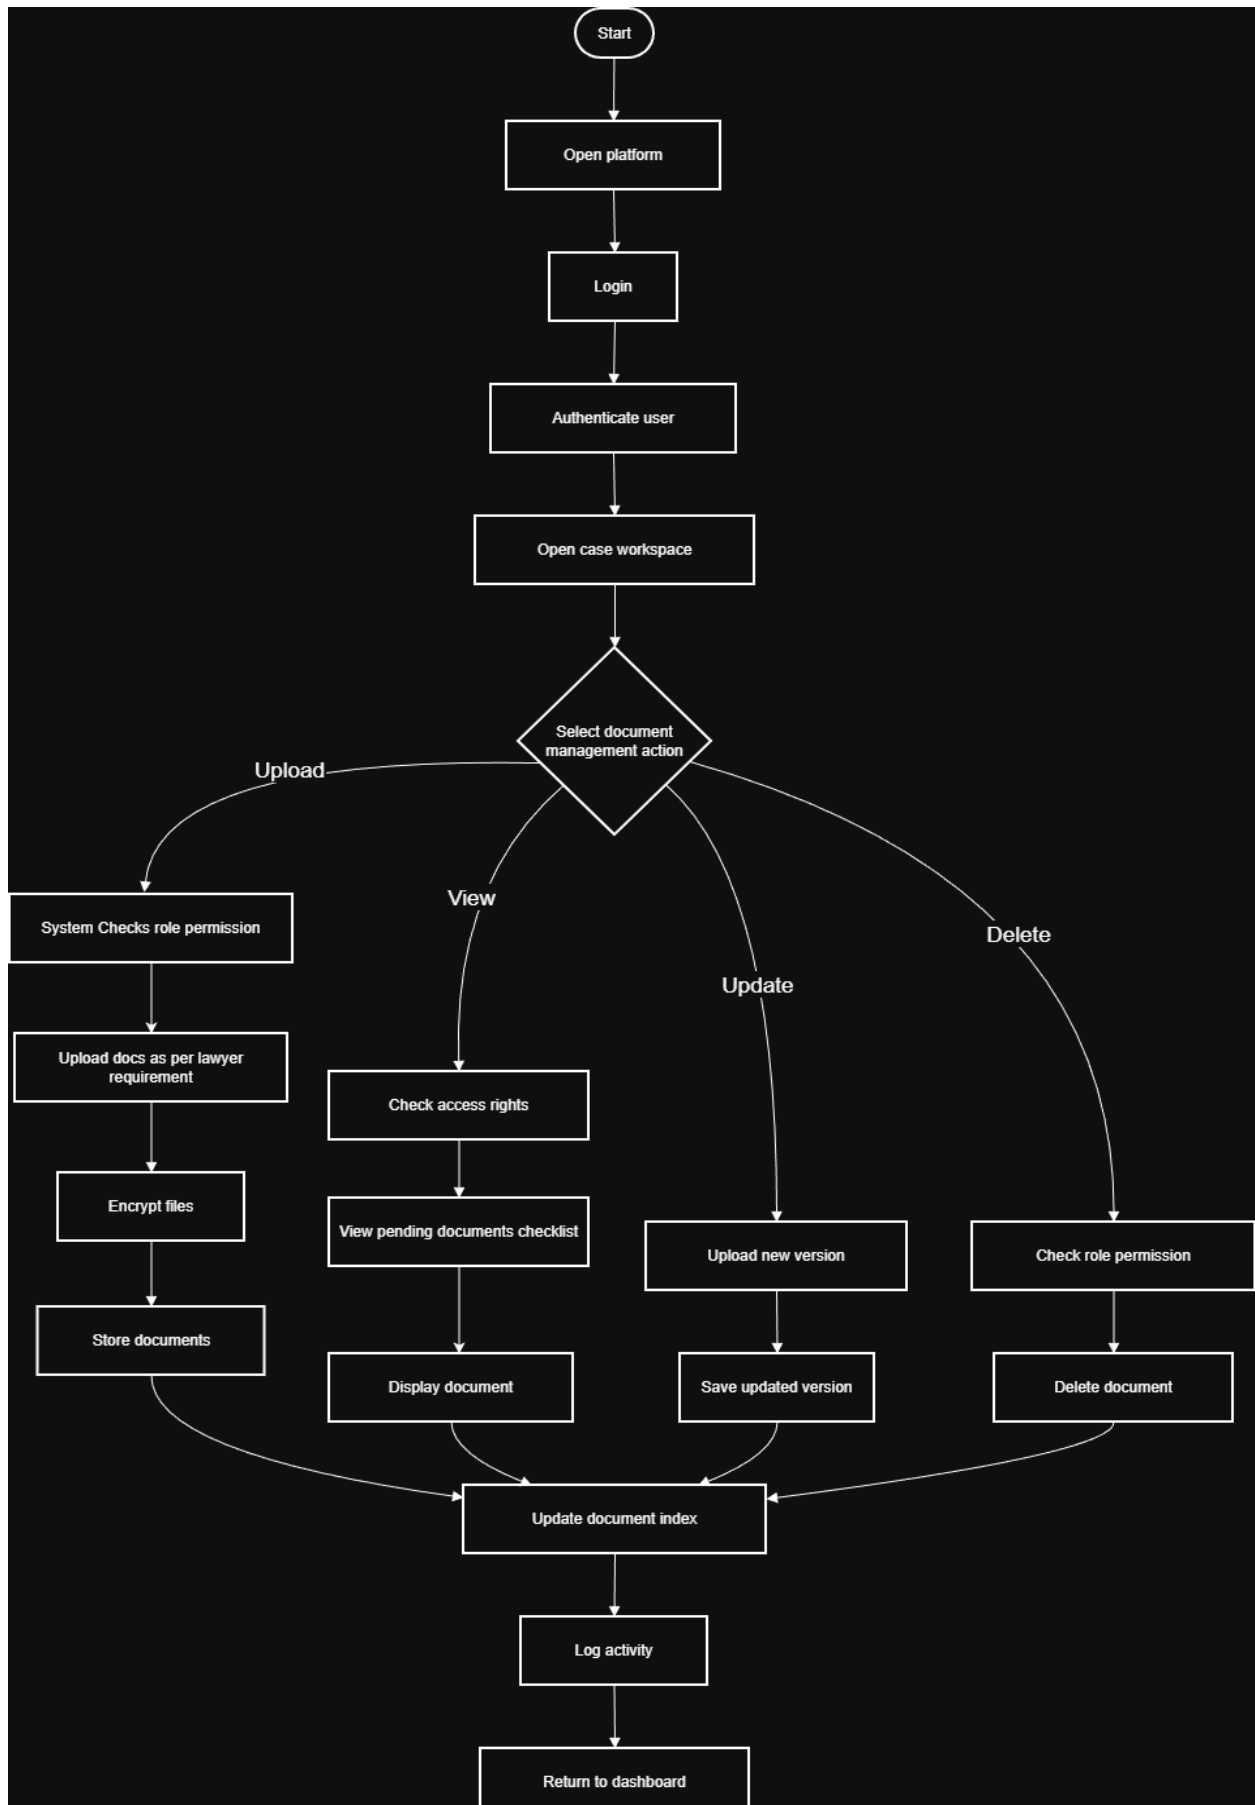 Start
Open platform
Login
Authenticate user
Open case workspace
Select document
management action
Upload
View
Delete
Update
System Checks role permission
Upload docs as per lawyer
requirement
Check access rights
Encrypt files
View pending documents checklist
Upload new version
Check role permission
Store documents
Display document
Save updated version
Delete document
Update document index
Log activity
Return to dashboard